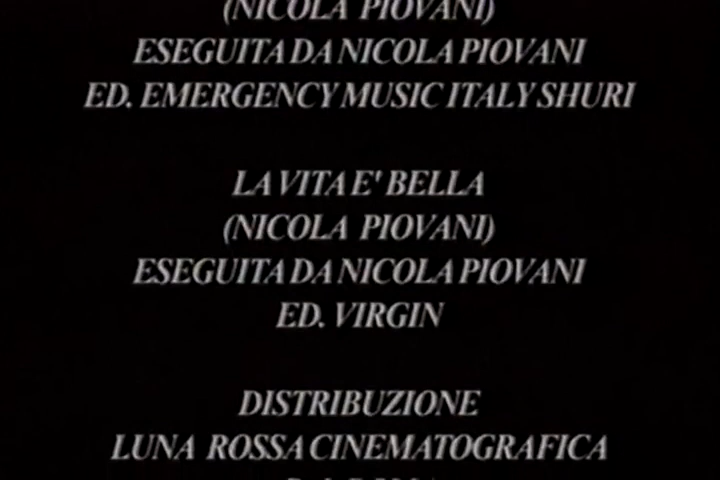 (NICOLA PIOVANI)
ESEGUITA DA NICOLA PIOVANI
ED. EMERGENCY MUSIC ITALY SHURI
LA VITA E' BELLA
(NICOLA PIOVANI)
ESEGUITA DA NICOLA PIOVANI
ED. VIRGIN
DISTRIBUZIONE
LUNA ROSSA CINEMATOGRAFICA